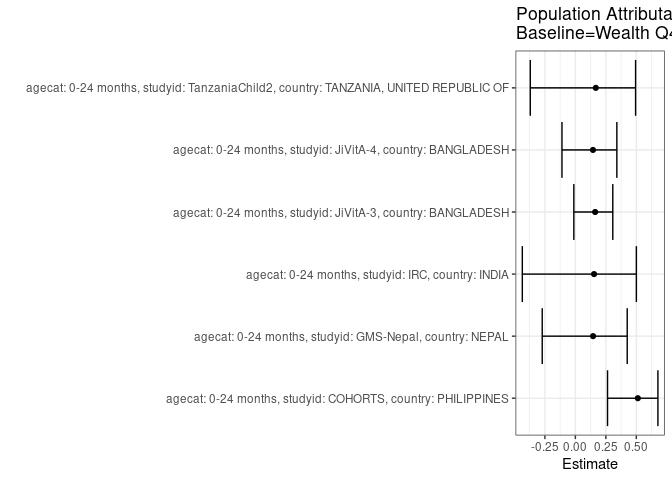 Population Attributa
Baseline=Wealth Q4
agecat: 0-24 months, studyid: TanzaniaChild2, country: TANZANIA, UNITED REPUBLIC OF
agecat: 0-24 months, studyid: JiVitA-4, country: BANGLADESH
agecat: 0-24 months, studyid: JiVitA-3, country: BANGLADESH
agecat: 0-24 months, studyid: IRC, country: INDIA
agecat: 0-24 months, studyid: GMS-Nepal, country: NEPAL
agecat: 0-24 months, studyid: COHORTS, country: PHILIPPINES
-0.25 0.00 0.25 0.50
Estimate